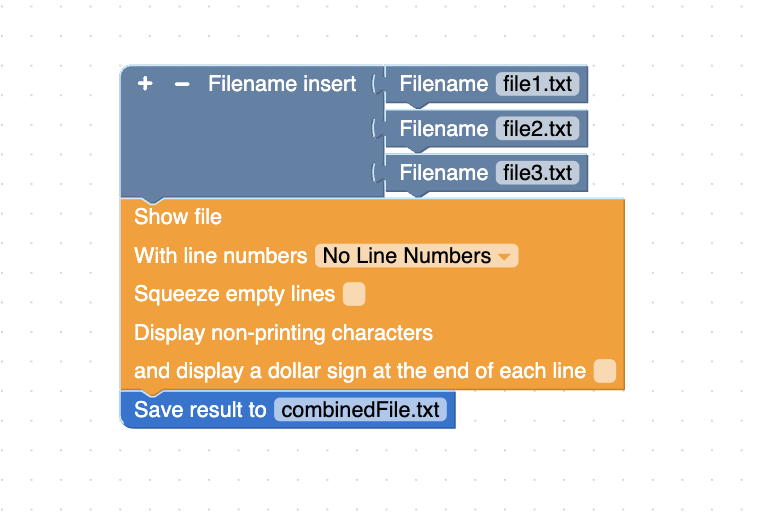 + − Filename insert Filename file1.txt
Filename file2.txt
Filename file3.txt
Show file
With line numbers No Line Numbers
Squeeze empty lines
Display non-printing characters
and display a dollar sign at the end of each line
Save result to combinedFile.txt